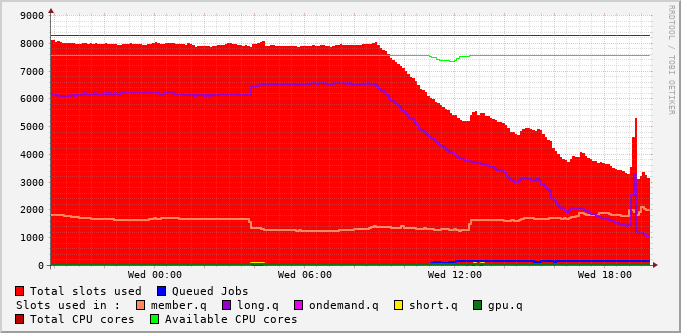 9000
8000
7000
6000
5000
4000
3000
2000
1000
0
Wed 00:00 Wed 06:00 Wed 12:00 Wed 18:00
RRDTOOL / TOBI OETIKER
Total slots used Queued Jobs
Slots used in : member.q long.q ondemand.q short.q gpu.q
Total CPU cores Available CPU cores